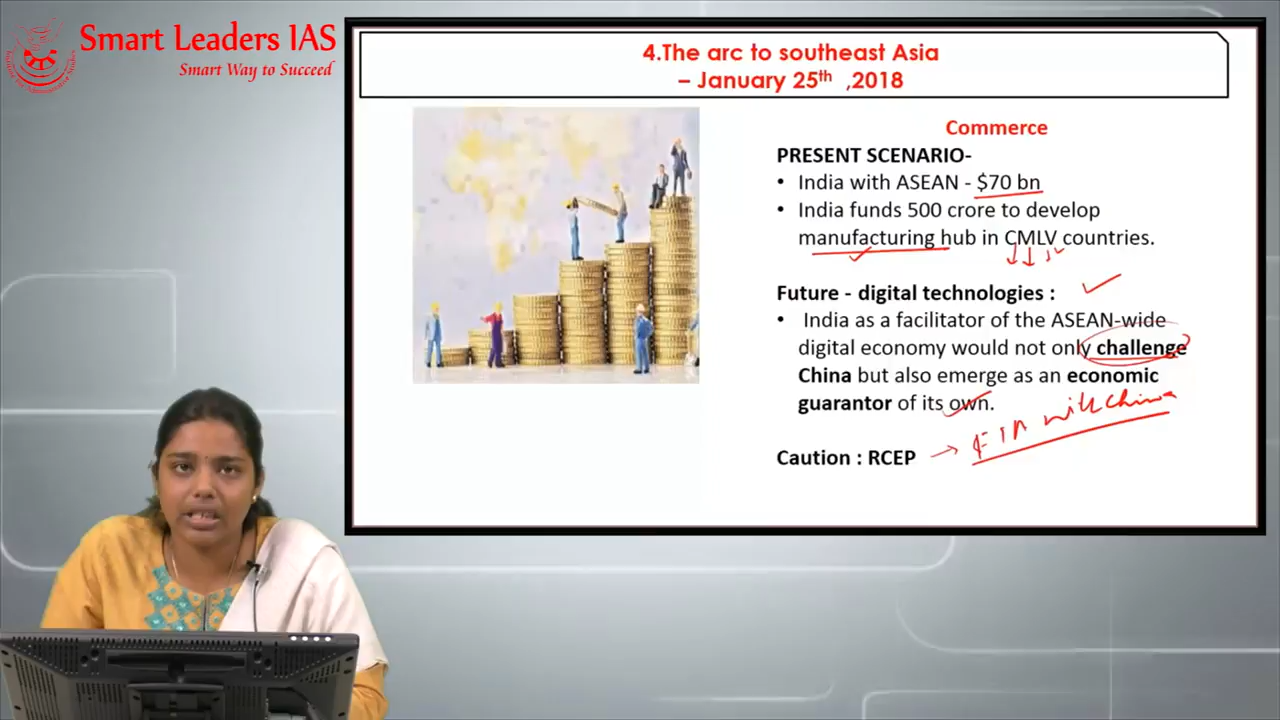 Smart Leaders IAS
Smart Way to Succeed
4.The arc to southeast Asia
– January 25th ,2018
Commerce
PRESENT SCENARIO-
• India with ASEAN - $70 bn
• India funds 500 crore to develop
manufacturing hub in CMLV countries.
Future - digital technologies :
• India as a facilitator of the ASEAN-wide
digital economy would not only challenge
China but also emerge as an economic
guarantor of its own.
with China
Caution : RCEP